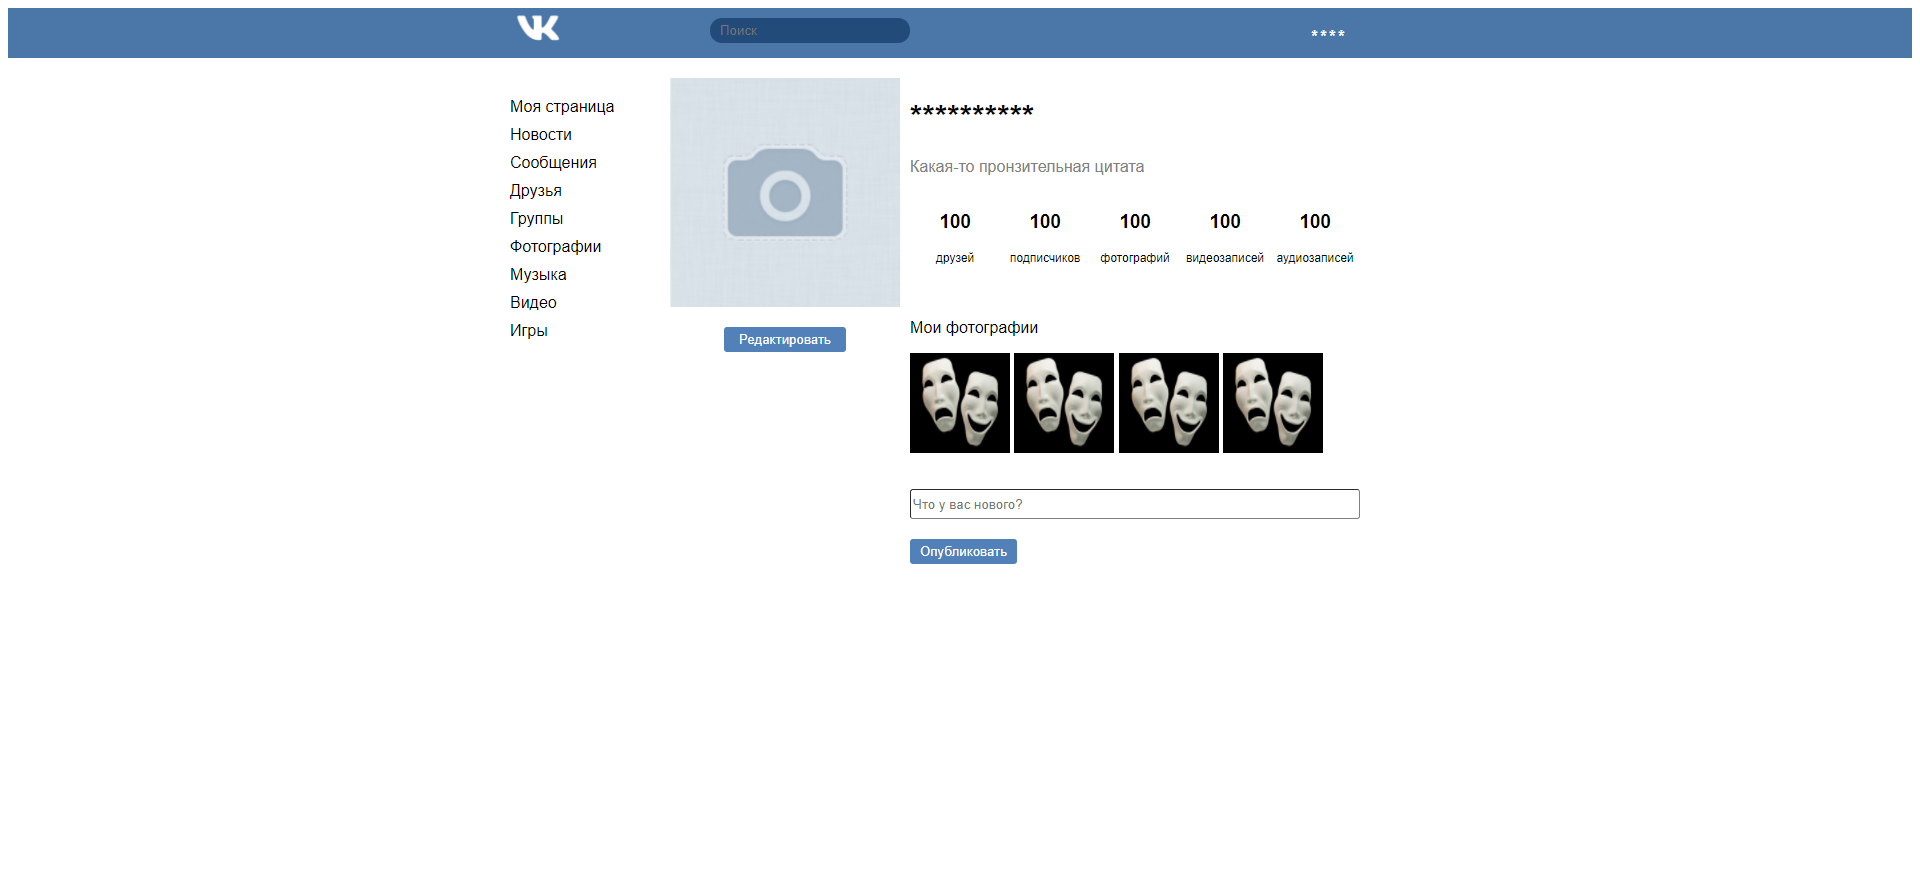 VK
Поиск
****
Моя страница
Новости
Сообщения
Друзья
Группы
Фотографии
Музыка
Видео
Игры
Редактировать
**********
Какая-то пронзительная цитата
100 100 100 100 100
друзей подписчиков фотографий видеозаписей аудиозаписей
Мои фотографии
Что у вас нового?
Опубликовать